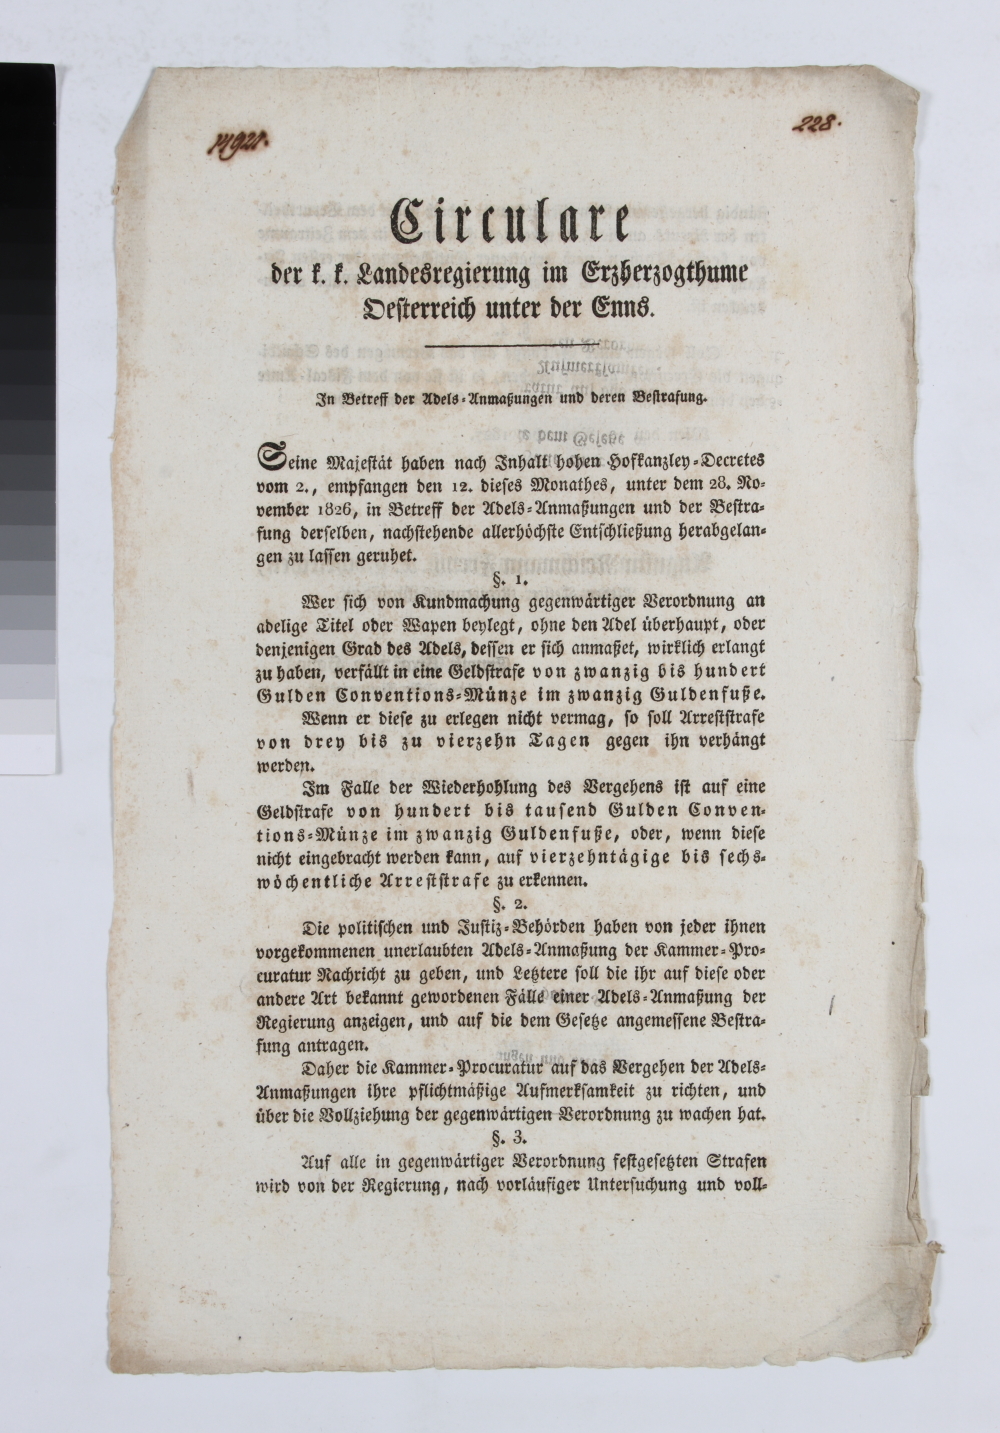 228.
Circulare
der k. k. Landesregierung im Erzherzogthume
Oesterreich unter der Enns.
In Betreff der Adels-Anmaßungen und deren Bestrafung.
Seine Majestät haben nach Inhalt hohen Hofkanzley-Decretes
vom 2., empfangen den 12. dieses Monathes, unter dem 28. No-
vember 1826, in Betreff der Adels-Anmaßungen und der Bestra-
fung derselben, nachstehende allerhöchste Entschließung herabgelan-
gen zu lassen geruhet.
§. 1.
Wer sich von Kundmachung gegenwärtiger Verordnung an
adelige Titel oder Wapen beylegt, ohne den Adel überhaupt, oder
denjenigen Grad des Adels, dessen er sich anmaßet, wirklich erlangt
zu haben, verfällt in eine Geldstrafe von zwanzig bis hundert
Gulden Conventions-Münze im zwanzig Guldenfuße.
Wenn er diese zu erlegen nicht vermag, so soll Arreststrafe
von drey bis zu vierzehn Tagen gegen ihn verhängt
werden.
Im Falle der Wiederhohlung des Vergehens ist auf eine
Geldstrafe von hundert bis tausend Gulden Conven-
tions-Münze im zwanzig Guldenfuße, oder, wenn diese
nicht eingebracht werden kann, auf vierzehntägige bis sechs-
wöchentliche Arreststrafe zu erkennen.
§. 2.
Die politischen und Justiz-Behörden haben von jeder ihnen
vorgekommenen unerlaubten Adels-Anmaßung der Kammer-Pro-
curatur Nachricht zu geben, und Letztere soll die ihr auf diese oder
andere Art bekannt gewordenen Fälle einer Adels-Anmaßung der
Regierung anzeigen, und auf die dem Gesetze angemessene Bestra-
fung antragen.
Daher die Kammer-Procuratur auf das Vergehen der Adels-
Anmaßungen ihre pflichtmäßige Aufmerksamkeit zu richten, und
über die Vollziehung der gegenwärtigen Verordnung zu wachen hat.
§. 3.
Auf alle in gegenwärtiger Verordnung festgesetzten Strafen
wird von der Regierung, nach vorläufiger Untersuchung und voll-